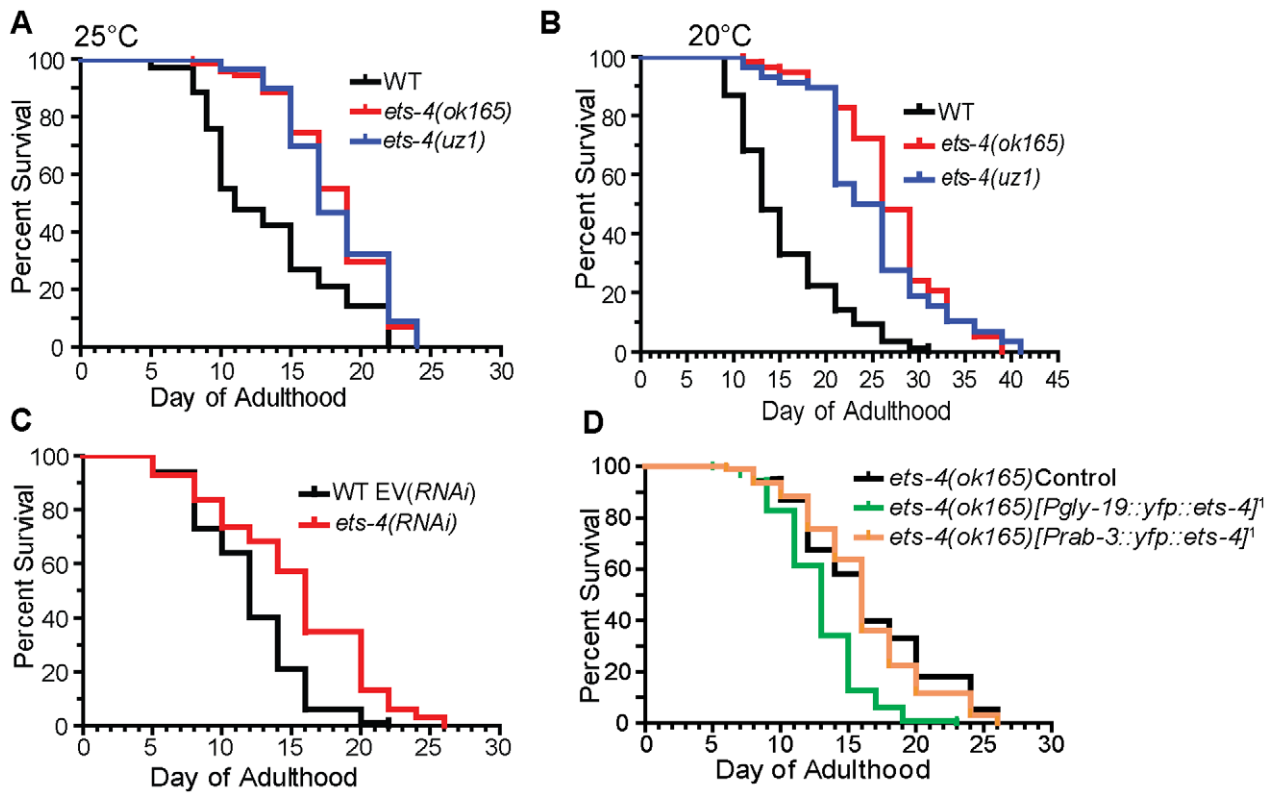 A
25°C
100
80
60
40
20
0
Percent Survival
WT
ets-4(ok165)
ets-4(uz1)
0 5 10 15 20 25 30
Day of Adulthood
B
20°C
100
80
60
40
20
0
Percent Survival
WT
ets-4(ok165)
ets-4(uz1)
0 5 10 15 20 25 30 35 40 45
Day of Adulthood
C
100
80
60
40
20
0
Percent Survival
WT EV(RNAi)
ets-4(RNAi)
0 5 10 15 20 25 30
Day of Adulthood
D
100
80
60
40
20
0
Percent Survival
ets-4(ok165)Control
ets-4(ok165)[Pgly-19::yfp::ets-4]¹
ets-4(ok165)[Prab-3::yfp::ets-4]¹
0 5 10 15 20 25 30
Day of Adulthood